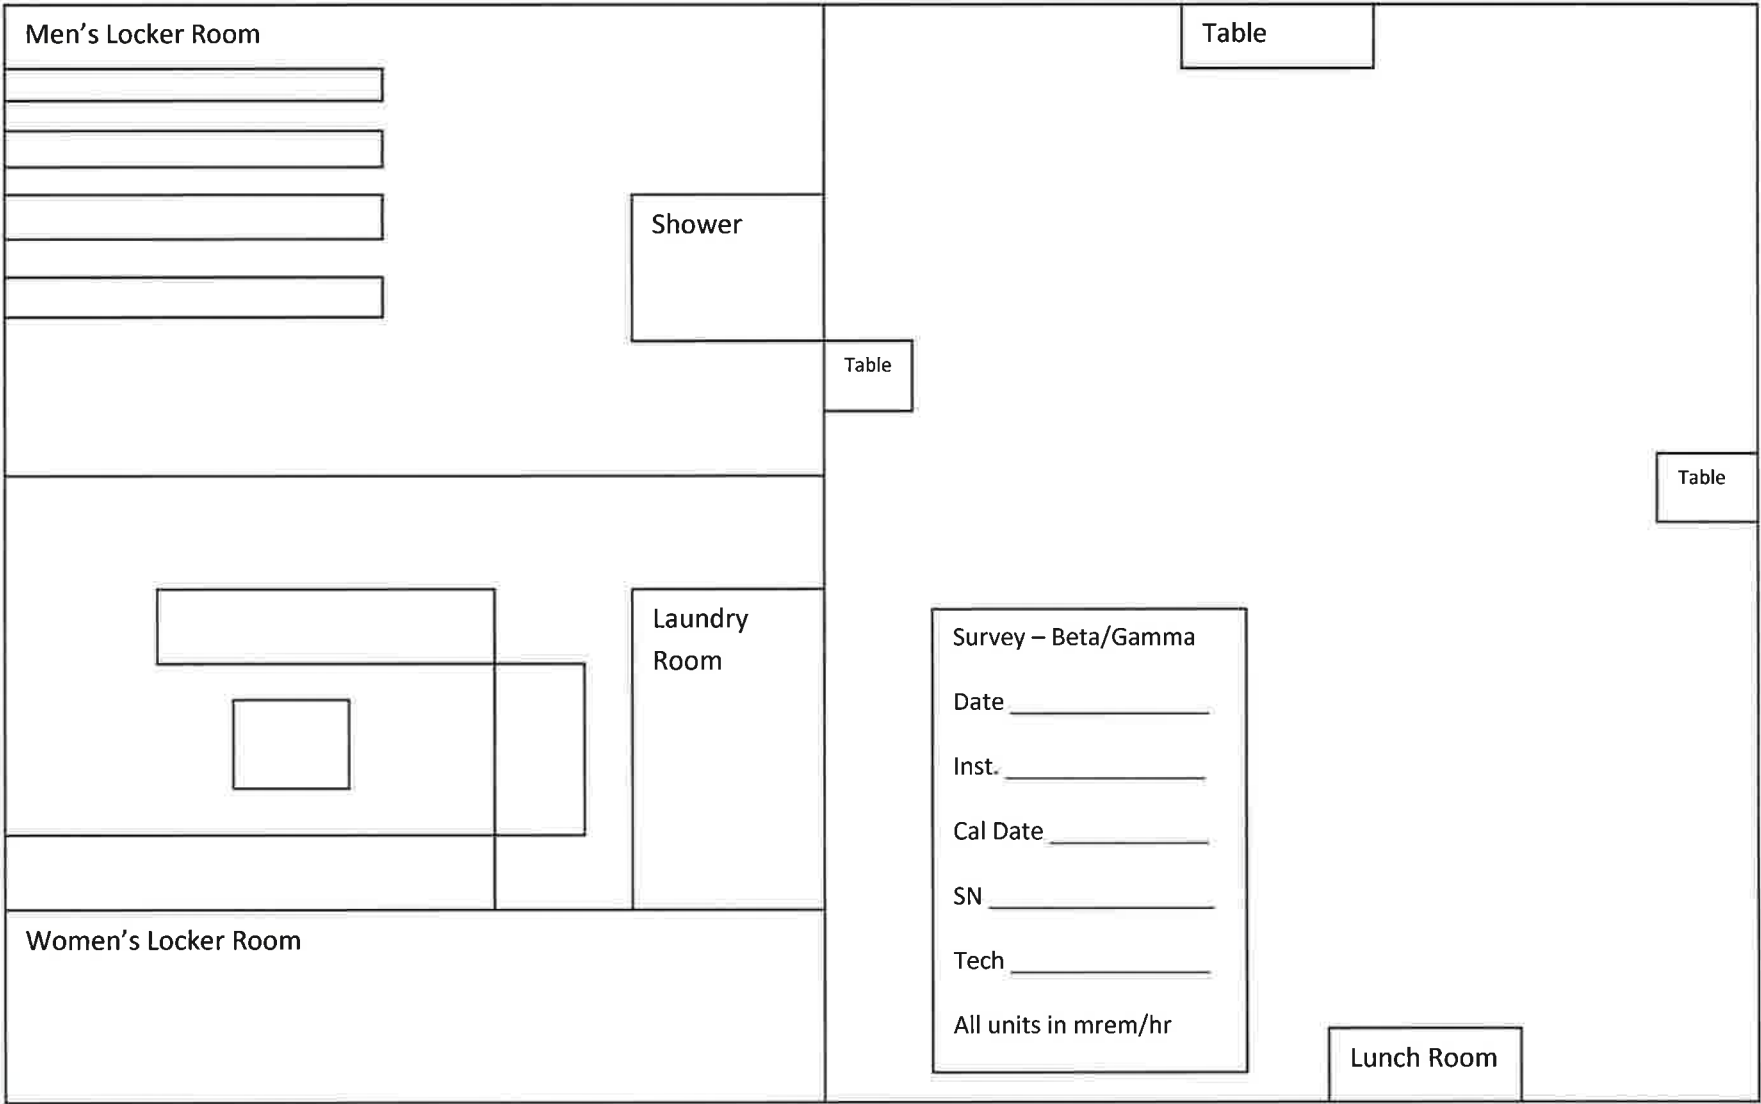 Men’s Locker Room
Table
Shower
Table
Table
Laundry
Room
Survey – Beta/Gamma
Date
Inst.
Cal Date
SN
Tech
All units in mrem/hr
Women’s Locker Room
Lunch Room